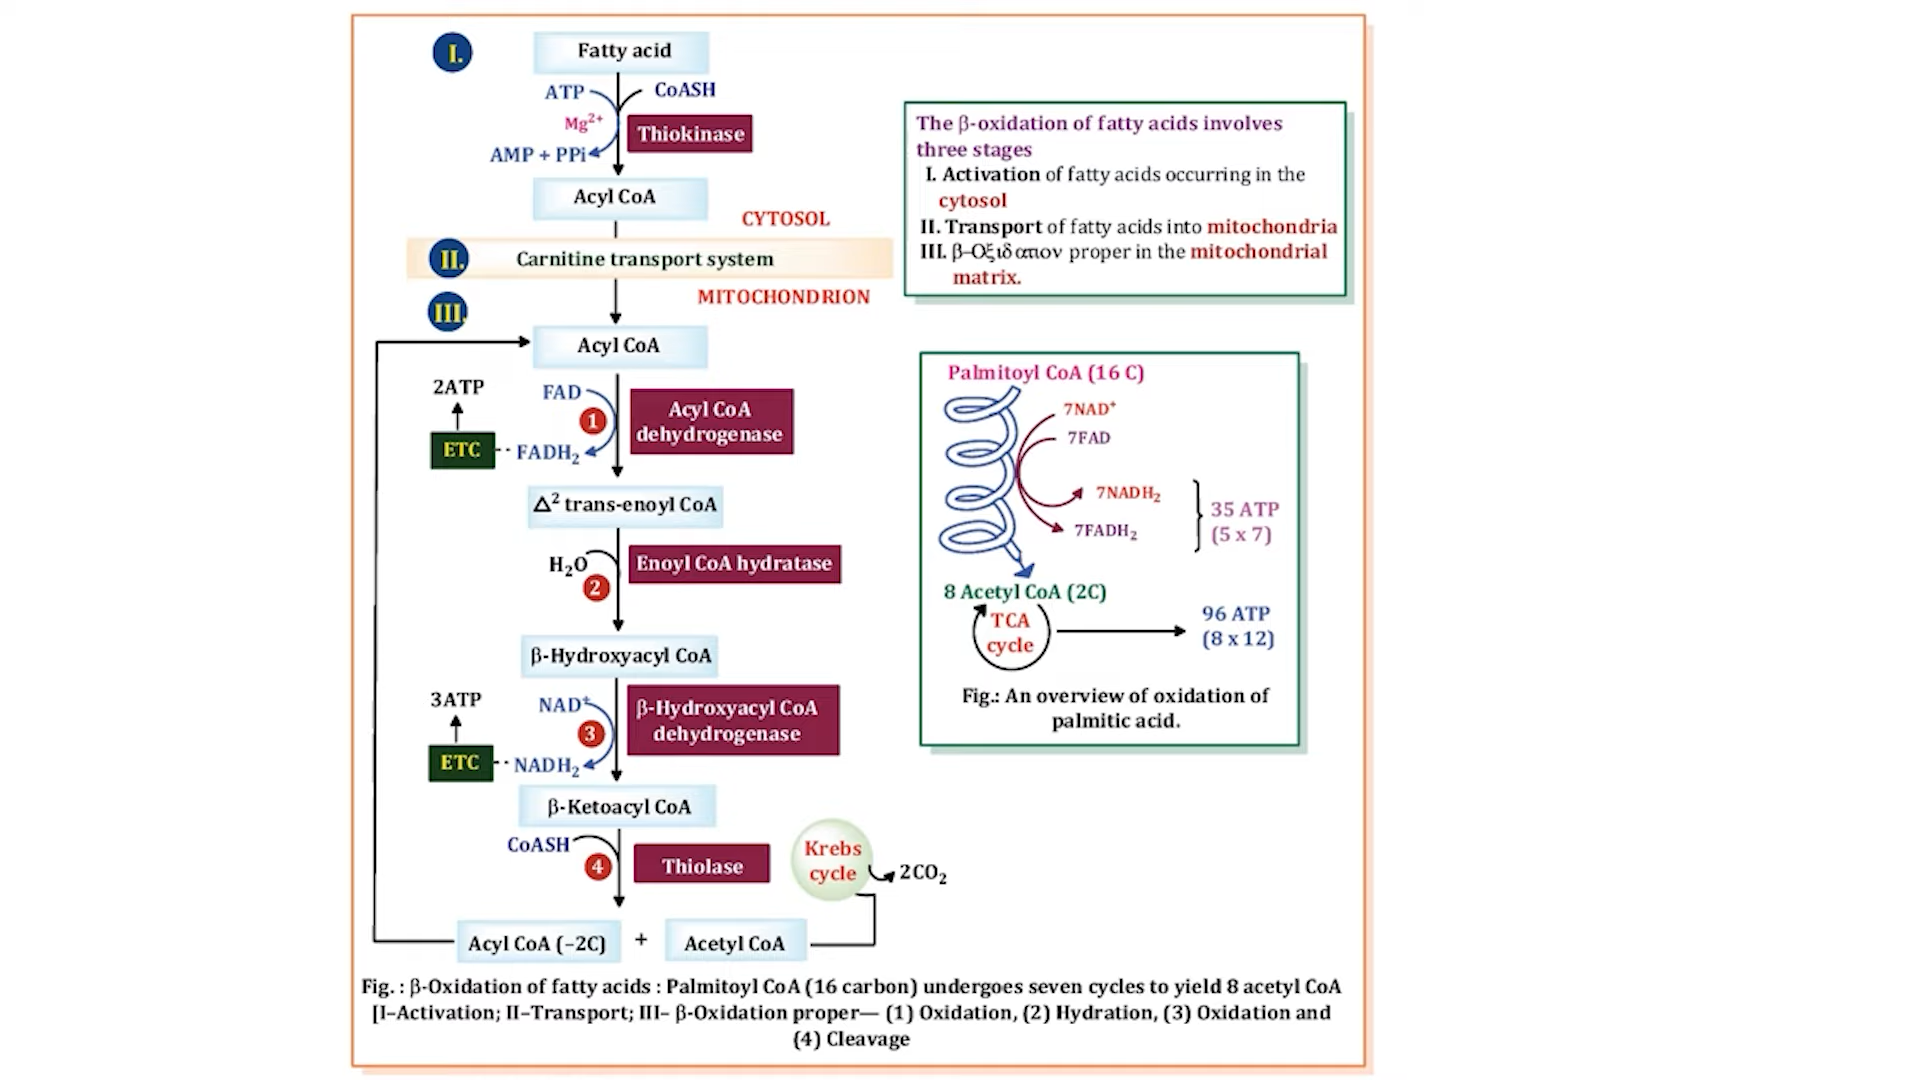 I.
Fatty acid
ATP
CoASH
Mg²⁺
Thiokinase
AMP + PPi
Acyl CoA
CYTOSOL
II.
Carnitine transport system
MITOCHONDRION
III.
Acyl CoA
2ATP
FAD
1
Acyl CoA
dehydrogenase
ETC
FADH₂
Δ² trans-enoyl CoA
H₂O
2
Enoyl CoA hydratase
β-Hydroxyacyl CoA
3ATP
NAD⁺
3
β-Hydroxyacyl CoA
dehydrogenase
ETC
NADH₂
β-Ketoacyl CoA
CoASH
4
Thiolase
Krebs
cycle
2CO₂
Acyl CoA (−2C)
+
Acetyl CoA
The β-oxidation of fatty acids involves
three stages
I. Activation of fatty acids occurring in the
cytosol
II. Transport of fatty acids into mitochondria
III. β–Οξιδατιον proper in the mitochondrial
matrix.
Palmitoyl CoA (16 C)
7NAD⁺
7FAD
7NADH₂
7FADH₂
35 ATP
(5 x 7)
8 Acetyl CoA (2C)
TCA
cycle
96 ATP
(8 x 12)
Fig.: An overview of oxidation of
palmitic acid.
Fig. : β-Oxidation of fatty acids : Palmitoyl CoA (16 carbon) undergoes seven cycles to yield 8 acetyl CoA
[I–Activation; II–Transport; III– β-Oxidation proper— (1) Oxidation, (2) Hydration, (3) Oxidation and
(4) Cleavage